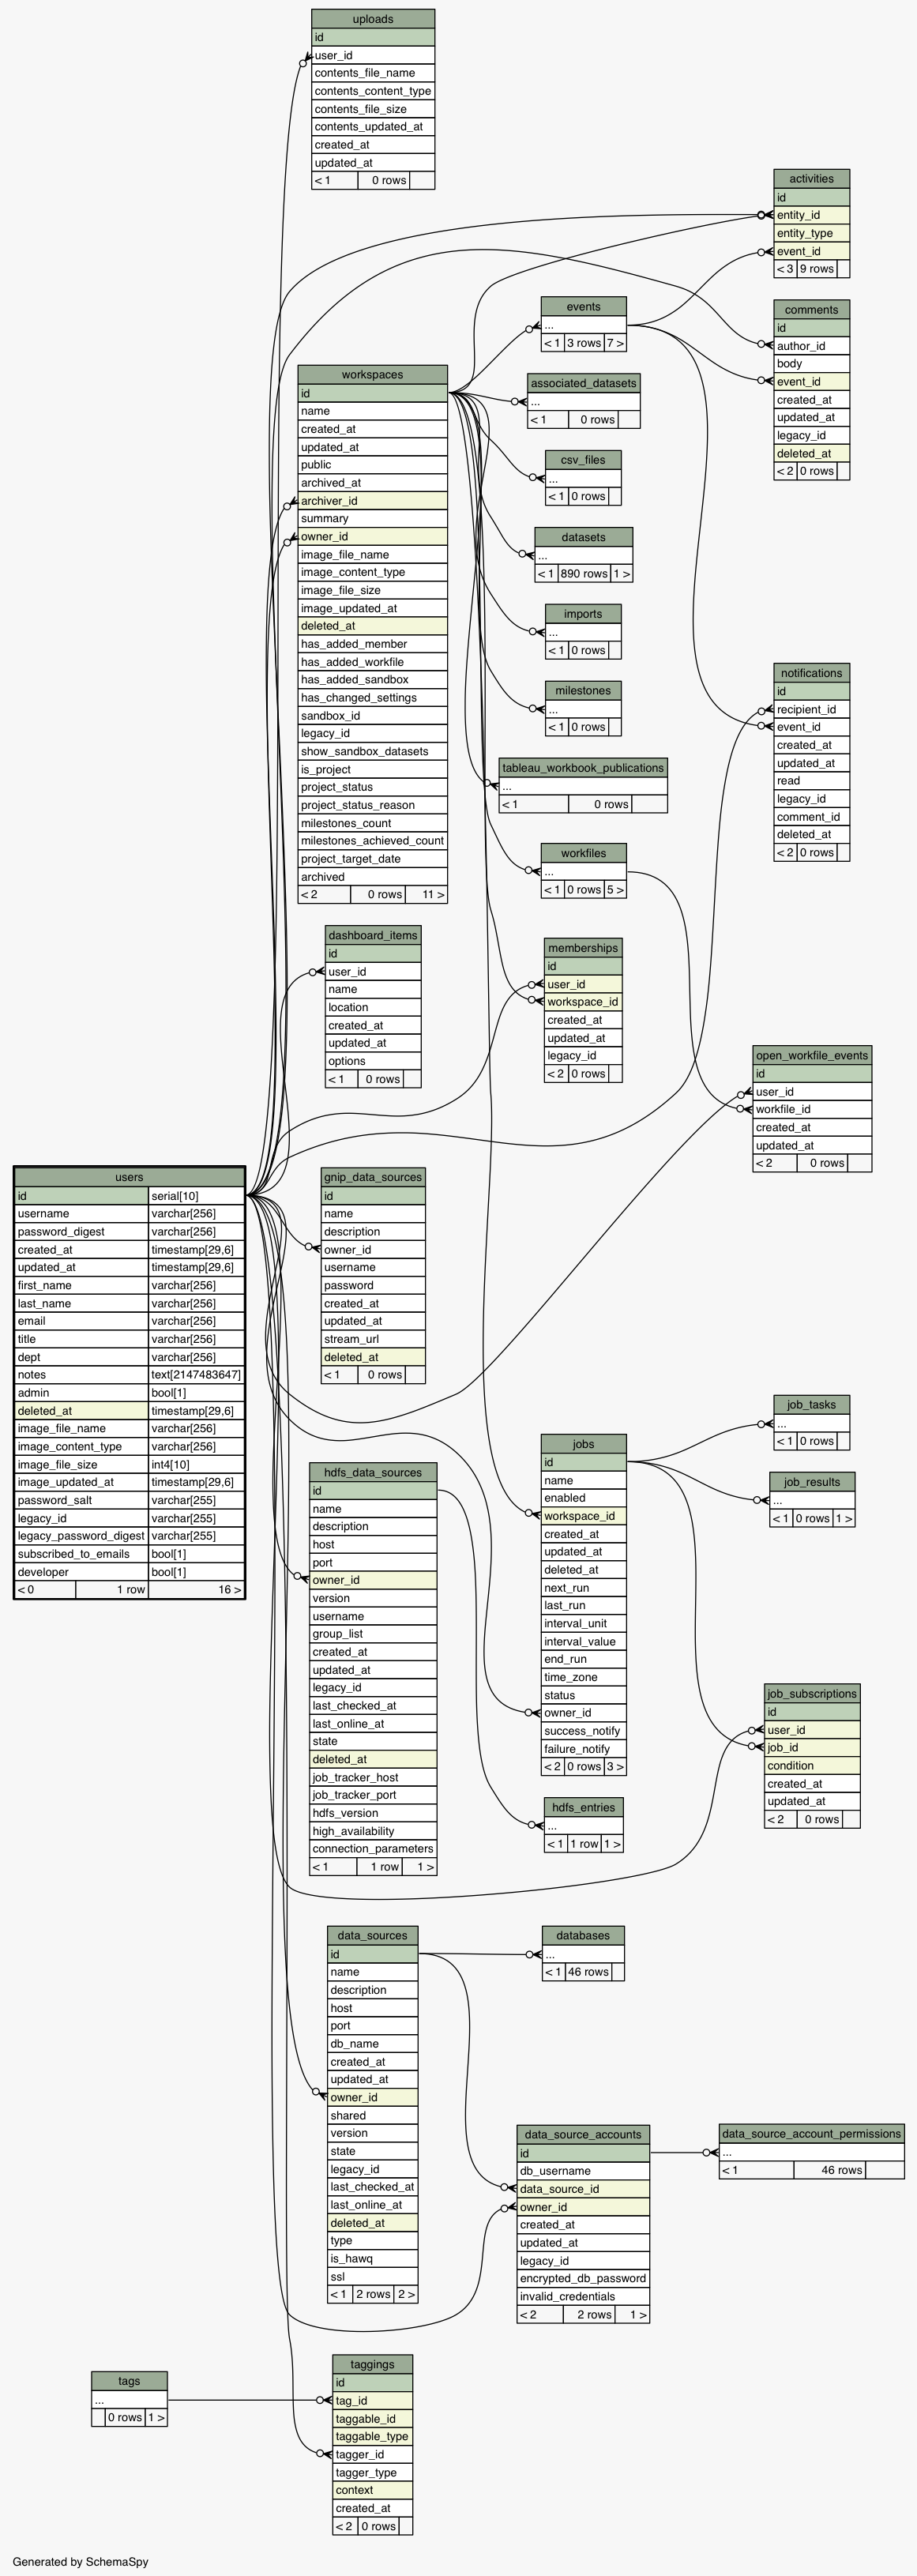 uploads
id
user_id
contents_file_name
contents_content_type
contents_file_size
contents_updated_at
created_at
updated_at
< 1 0 rows
activities
id
entity_id
entity_type
event_id
< 3 9 rows
events
...
< 1 3 rows 7 >
comments
id
author_id
body
event_id
created_at
updated_at
legacy_id
deleted_at
< 2 0 rows
workspaces
id
name
created_at
updated_at
public
archived_at
archiver_id
summary
owner_id
image_file_name
image_content_type
image_file_size
image_updated_at
deleted_at
has_added_member
has_added_workfile
has_added_sandbox
has_changed_settings
sandbox_id
legacy_id
show_sandbox_datasets
is_project
project_status
project_status_reason
milestones_count
milestones_achieved_count
project_target_date
archived
< 2 0 rows 11 >
associated_datasets
...
< 1 0 rows
csv_files
...
< 1 0 rows
datasets
...
< 1 890 rows 1 >
imports
...
< 1 0 rows
milestones
...
< 1 0 rows
tableau_workbook_publications
...
< 1 0 rows
workfiles
...
< 1 0 rows 5 >
notifications
id
recipient_id
event_id
created_at
updated_at
read
legacy_id
comment_id
deleted_at
< 2 0 rows
dashboard_items
id
user_id
name
location
created_at
updated_at
options
< 1 0 rows
memberships
id
user_id
workspace_id
created_at
updated_at
legacy_id
< 2 0 rows
open_workfile_events
id
user_id
workfile_id
created_at
updated_at
< 2 0 rows
users
id serial[10]
username varchar[256]
password_digest varchar[256]
created_at timestamp[29,6]
updated_at timestamp[29,6]
first_name varchar[256]
last_name varchar[256]
email varchar[256]
title varchar[256]
dept varchar[256]
notes text[2147483647]
admin bool[1]
deleted_at timestamp[29,6]
image_file_name varchar[256]
image_content_type varchar[256]
image_file_size int4[10]
image_updated_at timestamp[29,6]
password_salt varchar[255]
legacy_id varchar[255]
legacy_password_digest varchar[255]
subscribed_to_emails bool[1]
developer bool[1]
< 0 1 row 16 >
gnip_data_sources
id
name
description
owner_id
username
password
created_at
updated_at
stream_url
deleted_at
< 1 0 rows
hdfs_data_sources
id
name
description
host
port
owner_id
version
username
group_list
created_at
updated_at
legacy_id
last_checked_at
last_online_at
state
deleted_at
job_tracker_host
job_tracker_port
hdfs_version
high_availability
connection_parameters
< 1 1 row 1 >
jobs
id
name
enabled
workspace_id
created_at
updated_at
deleted_at
next_run
last_run
interval_unit
interval_value
end_run
time_zone
status
owner_id
success_notify
failure_notify
< 2 0 rows 3 >
job_tasks
...
< 1 0 rows
job_results
...
< 1 0 rows 1 >
job_subscriptions
id
user_id
job_id
condition
created_at
updated_at
< 2 0 rows
hdfs_entries
...
< 1 1 row 1 >
data_sources
id
name
description
host
port
db_name
created_at
updated_at
owner_id
shared
version
state
legacy_id
last_checked_at
last_online_at
deleted_at
type
is_hawq
ssl
< 1 2 rows 2 >
databases
...
< 1 46 rows
data_source_accounts
id
db_username
data_source_id
owner_id
created_at
updated_at
legacy_id
encrypted_db_password
invalid_credentials
< 2 2 rows 1 >
data_source_account_permissions
...
< 1 46 rows
tags
...
0 rows 1 >
taggings
id
tag_id
taggable_id
taggable_type
tagger_id
tagger_type
context
created_at
< 2 0 rows
Generated by SchemaSpy